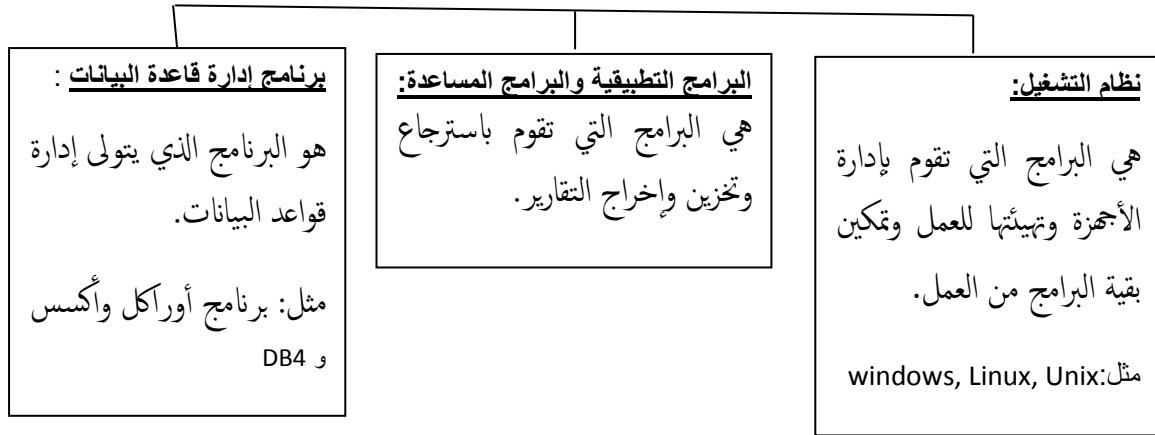 نظام التشغيل:
هي البرامج التي تقوم بإدارة
الأجهزة وتهيئتها للعمل وتمكين
بقية البرامج من العمل.
مثل:windows, Linux, Unix
البرامج التطبيقية والبرامج المساعدة:
هي البرامج التي تقوم باسترجاع
وتخزين وإخراج التقارير.
برنامج إدارة قاعدة البيانات :
هو البرنامج الذي يتولى إدارة
قواعد البيانات.
مثل: برنامج أوراكل وأكسس
و DB4